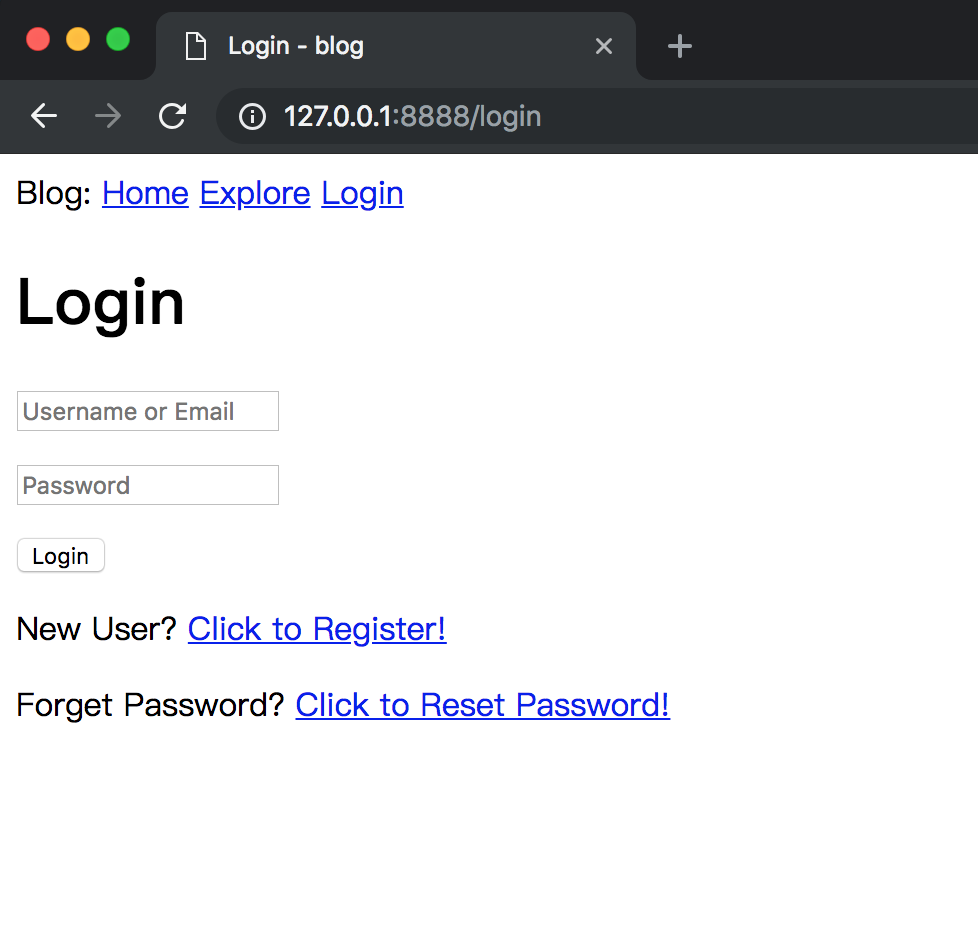 Login - blog
127.0.0.1:8888/login
Blog: Home Explore Login
Login
Username or Email
Password
Login
New User? Click to Register!
Forget Password? Click to Reset Password!